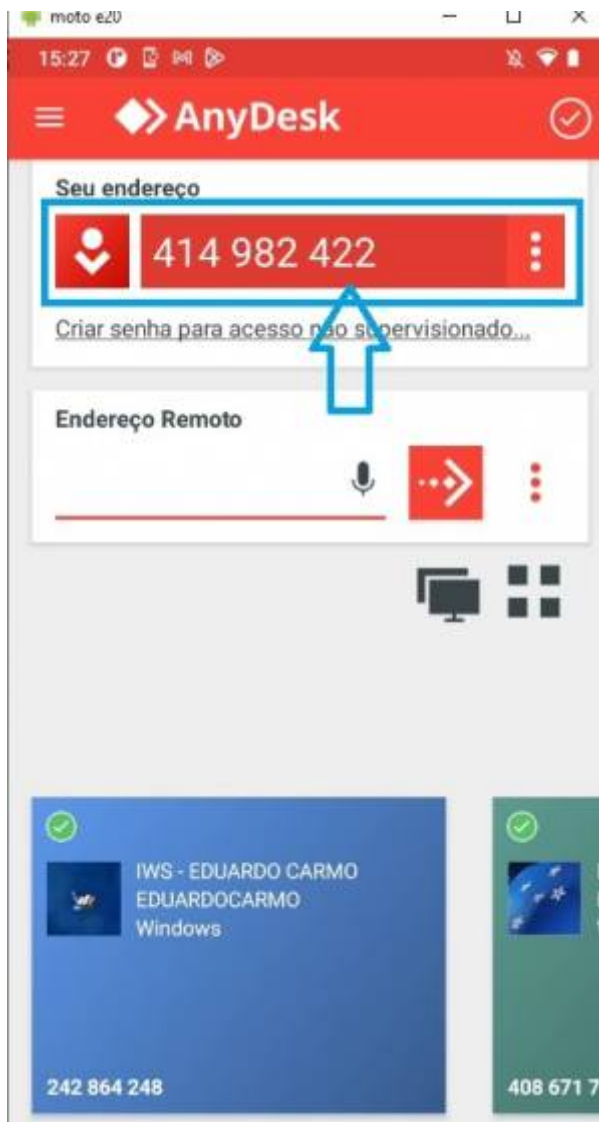 moto e20
15:27
AnyDesk
Seu endereço
414 982 422
Criar senha para acesso não supervisionado...
Endereço Remoto
IWS - EDUARDO CARMO
EDUARDOCARMO
Windows
242 864 248
408 671 7